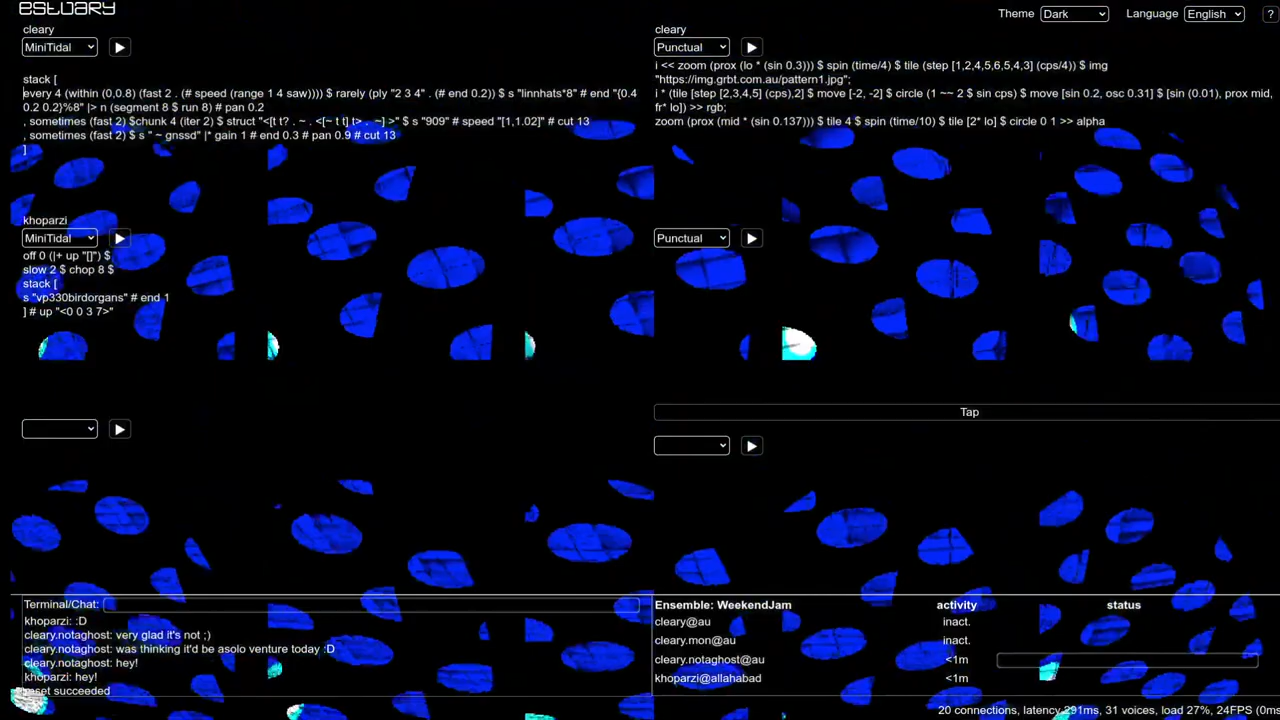 estuary
Theme Dark Language English ?
cleary
MiniTidal
stack [
every 4 (within (0,0.8) (fast 2 . (# speed (range 1 4 saw)))) $ rarely (ply "2 3 4" . (# end 0.2)) $ s "linnhats*8" # end "{0.4
0.2 0.2}%8" |> n (segment 8 $ run 8) # pan 0.2
, sometimes (fast 2) $chunk 4 (iter 2) $ struct "<[t t? . ~ . <[~ t t] t> . ~] >" $ s "909" # speed "[1,1.02]" # cut 13
, sometimes (fast 2) $ s " ~ gnssd" |* gain 1 # end 0.3 # pan 0.9 # cut 13
]
cleary
Punctual
i << zoom (prox (lo * (sin 0.3))) $ spin (time/4) $ tile (step [1,2,4,5,6,5,4,3] (cps/4)) $ img
"https://img.grbt.com.au/pattern1.jpg";
i * (tile [2,3,4,5] (cps),2] $ move [-2, -2] $ circle (1 ~~ 2 $ sin cps) $ move [sin 0.2, osc 0.31] $ [sin (0.01), prox mid,
fr* lo]) >> rgb;
zoom (prox (mid * (sin 0.137))) $ tile 4 $ spin (time/10) $ tile [2* lo] $ circle 0 1 >> alpha
khoparzi
MiniTidal
off 0 (|+ up "[]") $
slow 2 $ chop 8 $
stack [
s "vp330birdorgans" # end 1
] # up "<0 0 3 7>"
Punctual
Tap
Terminal/Chat:
khoparzi: :D
cleary.notaghost: very glad it's not ;)
cleary.notaghost: was thinking it'd be asolo venture today :D
cleary.notaghost: hey!
khoparzi: hey!
reset succeeded
Ensemble: WeekendJam activity status
cleary@au inact.
cleary.mon@au inact.
cleary.notaghost@au <1m
khoparzi@allahabad <1m
20 connections, latency 291ms, 31 voices, load 27%, 24FPS (0ms